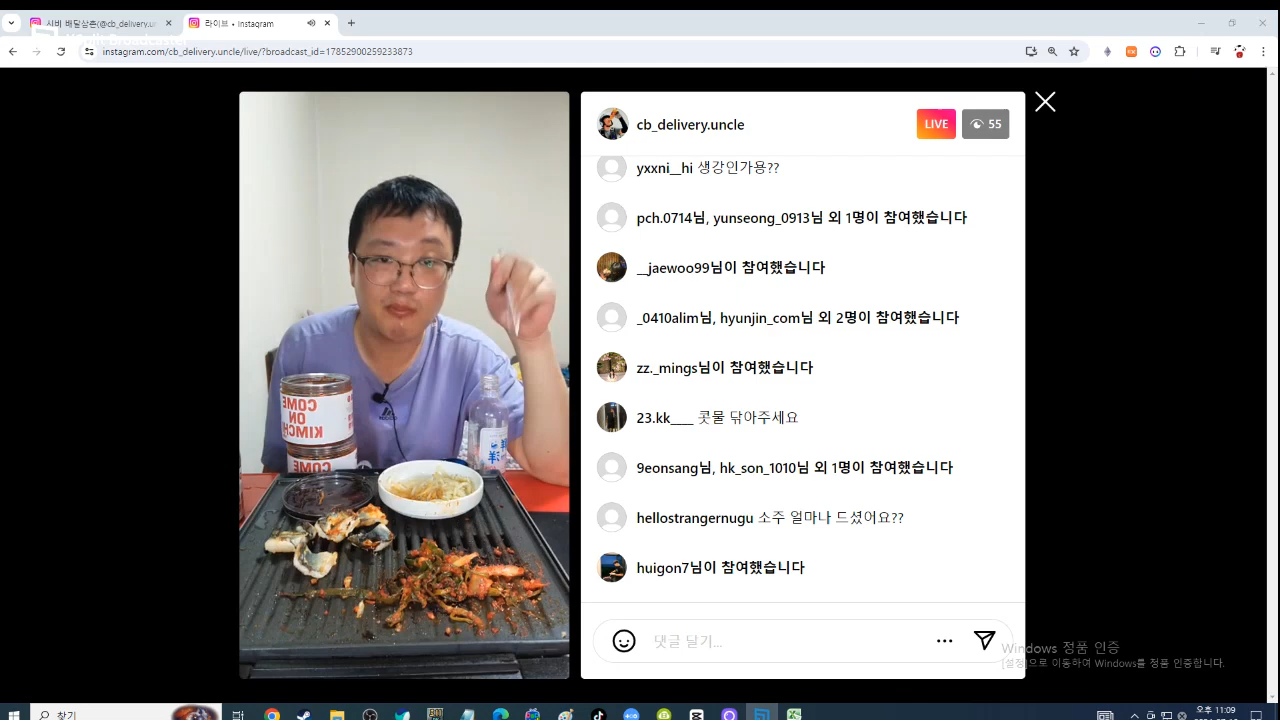 시바 배달삼촌(@cb_delivery.un
라이브 • Instagram
instagram.com/cb_delivery.uncle/live/?broadcast_id=17852900259233873
cb_delivery.uncle
LIVE
55
yxxni__hi 생강인가용??
pch.0714님, yunseong_0913님 외 1명이 참여했습니다
__jaewoo99님이 참여했습니다
_0410alim님, hyunjin_com님 외 2명이 참여했습니다
zz._mings님이 참여했습니다
23.kk____ 콧물 닦아주세요
9eonsang님, hk_son_1010님 외 1명이 참여했습니다
hellostrangernugu 소주 얼마나 드셨어요??
huigon7님이 참여했습니다
댓글 달기...
COME
ON
KIMCH
COME
Windows 정품 인증
[설정]으로 이동하여 Windows를 정품 인증합니다.
찾기
오후 11:09